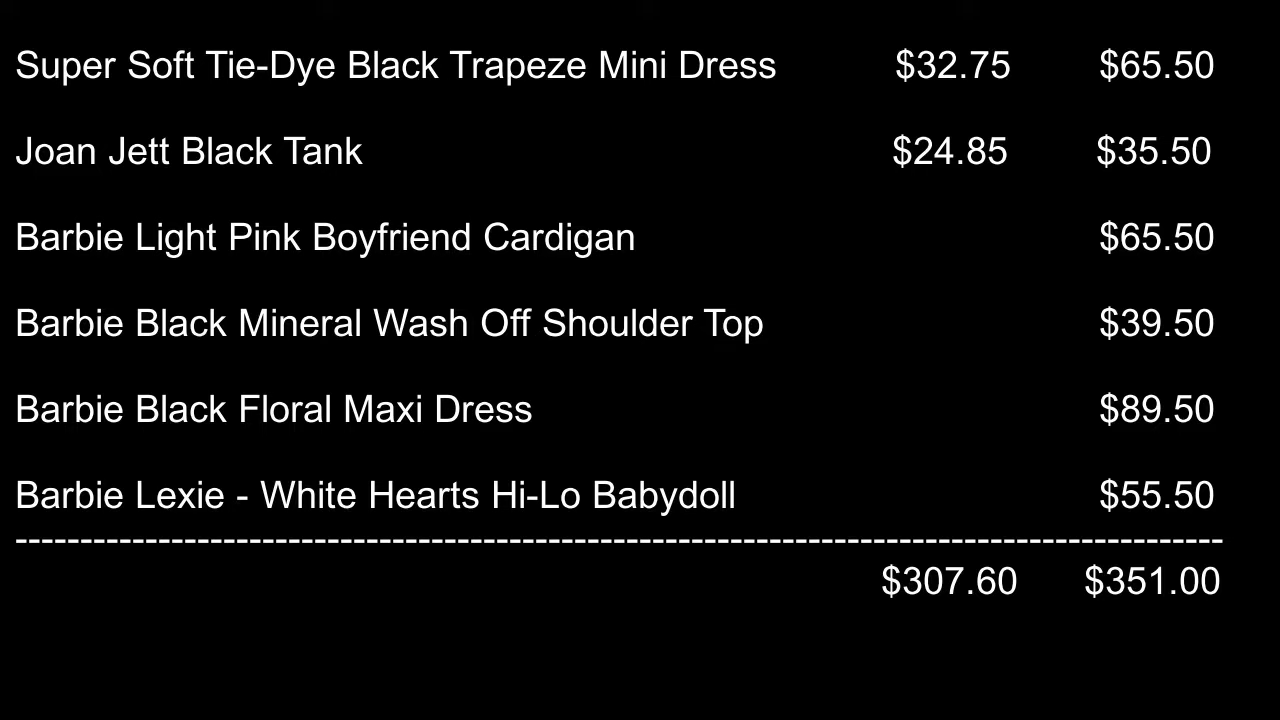 Super Soft Tie-Dye Black Trapeze Mini Dress $32.75 $65.50
Joan Jett Black Tank $24.85 $35.50
Barbie Light Pink Boyfriend Cardigan $65.50
Barbie Black Mineral Wash Off Shoulder Top $39.50
Barbie Black Floral Maxi Dress $89.50
Barbie Lexie - White Hearts Hi-Lo Babydoll $55.50
---------------------------------------------------------------------------------------------
$307.60 $351.00